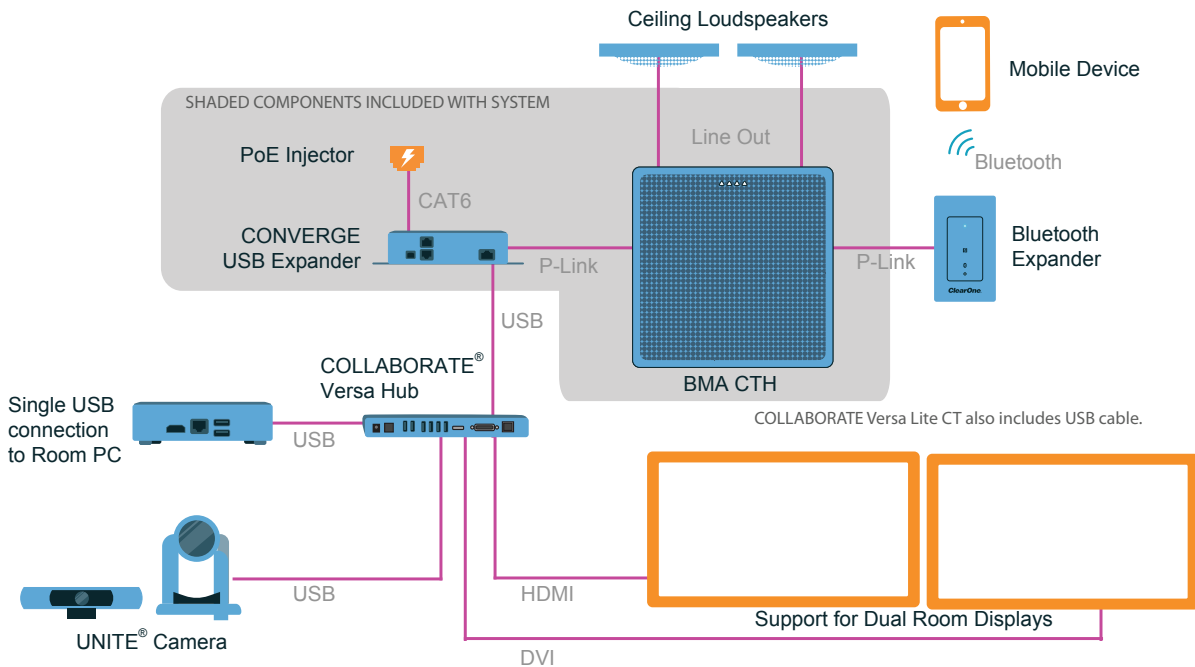 Ceiling Loudspeakers
Mobile Device
SHADED COMPONENTS INCLUDED WITH SYSTEM
Line Out
PoE Injector
Bluetooth
CAT6
CONVERGE
USB Expander
P-Link
P-Link
Bluetooth
Expander
ClearOne
USB
COLLABORATE®
Versa Hub
BMA CTH
Single USB
connection
to Room PC
USB
COLLABORATE Versa Lite CT also includes USB cable.
USB
HDMI
Support for Dual Room Displays
UNITE® Camera
DVI